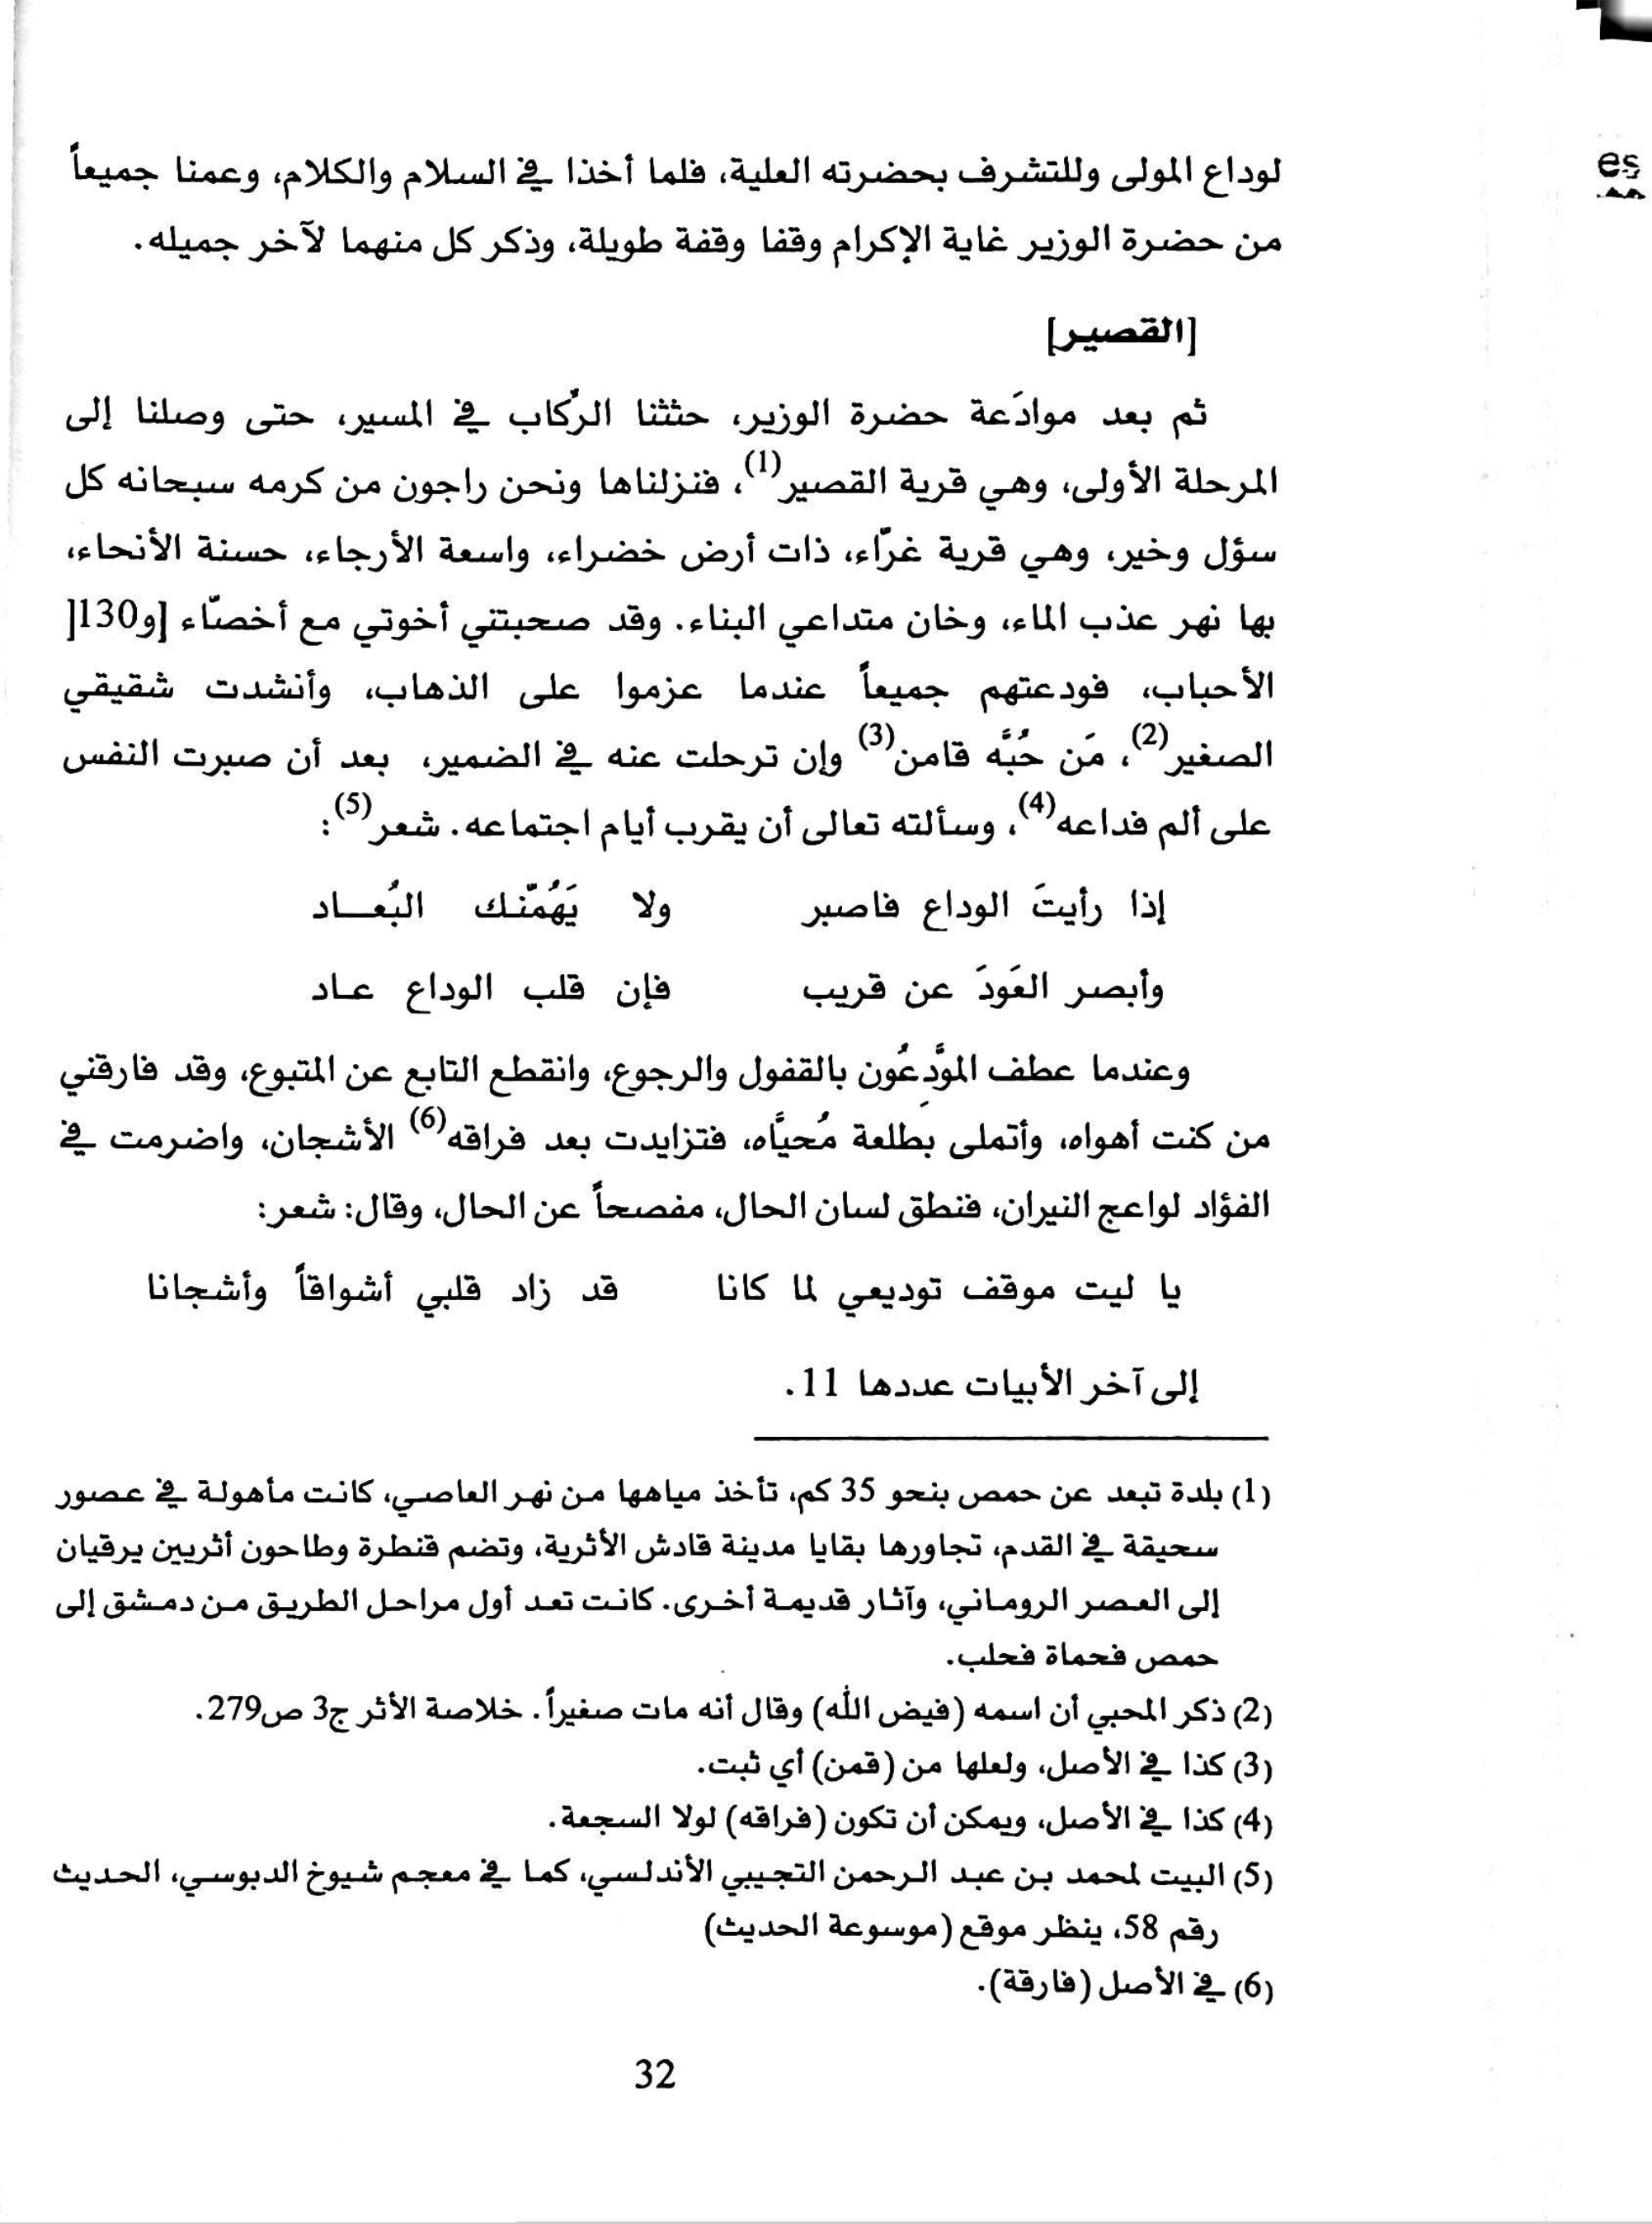 لوداع المولى وللتشرف بحضرته العلية، فلما أخذا في السلام والكلام، وعمنا جميعاً
من حضرة الوزير غاية الإكرام وقفا وقفة طويلة، وذكر كل منهما لآخر جميله.
[القصير]
ثم بعد موادَعة حضرة الوزير، حثثنا الرِّكاب في المسير، حتى وصلنا إلى
المرحلة الأولى، وهي قرية القصير(1)، فنزلناها ونحن راجون من كرمه سبحانه كل
سؤل وخير، وهي قرية غرّاء، ذات أرض خضراء، واسعة الأرجاء، حسنة الأنحاء،
بها نهر عذب الماء، وخان متداعي البناء. وقد صحبتني أخوتي مع أخصّاء [و130[
الأحباب، فودعتهم جميعاً عندما عزموا على الذهاب، وأنشدت شقيقي
الصغير(2)، مَن حُبُّه قامن(3) وإن ترحلت عنه في الضمير، بعد أن صبرت النفس
على ألم فداعه(4)، وسألته تعالى أن يقرب أيام اجتماعه. شعر(5):
إذا رأيتَ الوداع فاصبر ولا يَهُمّنْك البُعـــاد
وأبصر العَودَ عن قريب فإن قلب الوداع عـاد
وعندما عطف المُوَّدِعُون بالقفول والرجوع، وانقطع التابع عن المتبوع، وقد فارقني
من كنت أهواه، وأتملى بطَلعة مُحيَّاه، فتزايدت بعد فراقه(6) الأشجان، واضرمت في
الفؤاد لواعج النيران، فنطق لسان الحال، مفصحاً عن الحال، وقال: شعر:
يا ليت موقف توديعي لما كانا قد زاد قلبي أشواقاً وأشجانا
إلى آخر الأبيات عددها 11.
(1) بلدة تبعد عن حمص بنحو 35 كم، تأخذ مياهها من نهر العاصي، كانت مأهولة في عصور
سحيقة في القدم، تجاورها بقايا مدينة قادش الأثرية، وتضم قنطرة وطاحون أثريين يرقيان
إلى العصر الروماني، وآثار قديمة أخرى. كانت تعد أول مراحل الطريق من دمشق إلى
حمص فحماة فحلب.
(2) ذكر المحبي أن اسمه (فيض الله) وقال أنه مات صغيراً. خلاصة الأثر ج3 ص279.
(3) كذا في الأصل، ولعلها من (قمن) أي ثبت.
(4) كذا في الأصل، ويمكن أن تكون (فراقه) لولا السجعة.
(5) البيت لمحمد بن عبد الرحمن التجيبي الأندلسي، كما في معجم شيوخ الدبوسي، الحديث
رقم 58، ينظر موقع (موسوعة الحديث)
(6) في الأصل (فارقة).
32